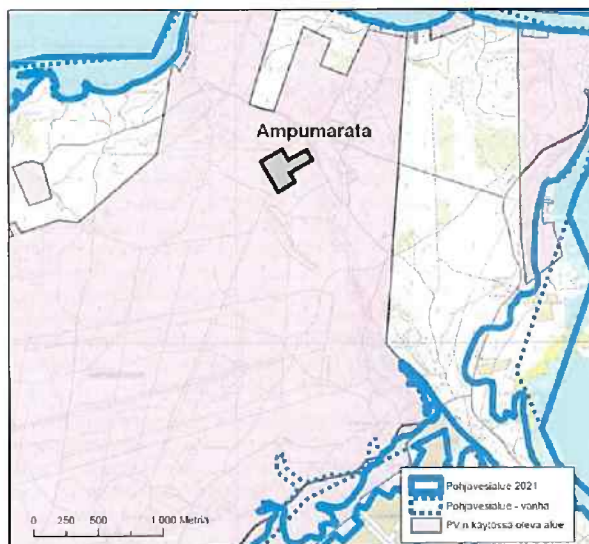 Ampumarata
Pohjavesialue 2021
Pohjavesialue - vanha
PV:n käytössä oleva alue
0 250 500 1 000 Metriä